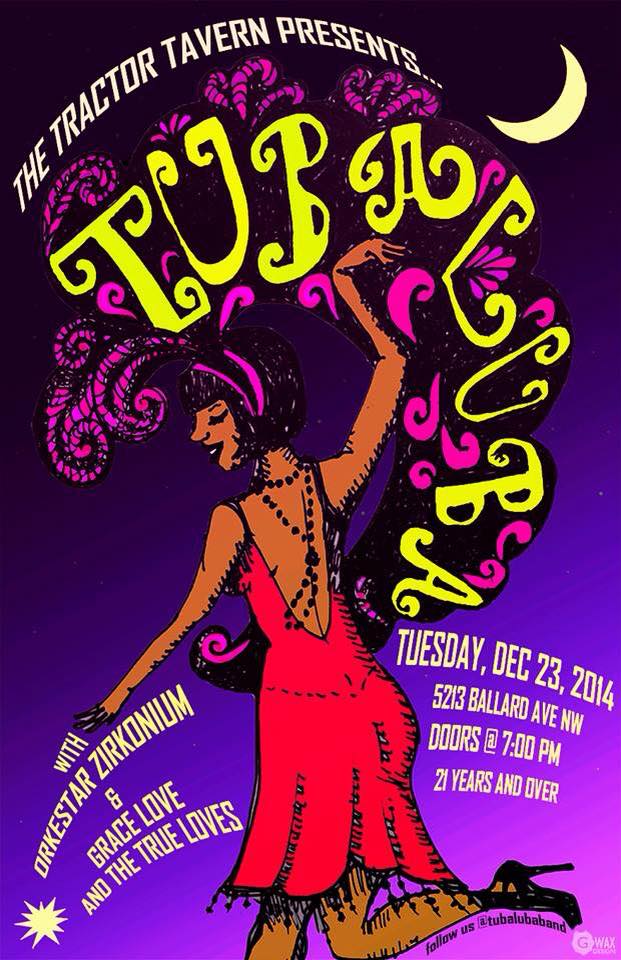 THE TRACTOR TAVERN PRESENTS...
TUBALUBA
TUESDAY, DEC 23, 2014
5213 BALLARD AVE NW
DOORS @ 7:00 PM
21 YEARS AND OVER
WITH
ORKESTAR ZIRKONIUM
&
GRACE LOVE
AND THE TRUE LOVES
follow us @tubalubaband
G WAX
DESIGN